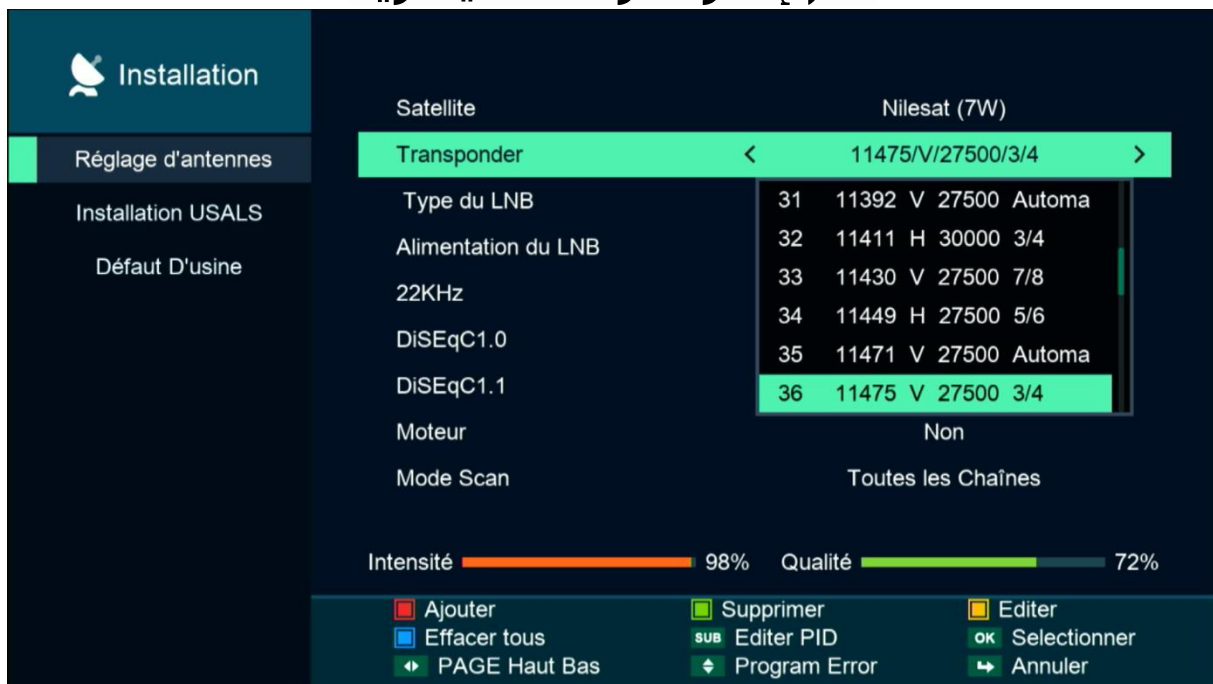 Installation
Satellite Nilesat (7W)
Réglage d'antennes Transponder < 11475/V/27500/3/4 >
Installation USALS Type du LNB 31 11392 V 27500 Automa
Défaut D'usine Alimentation du LNB 32 11411 H 30000 3/4
22KHz 33 11430 V 27500 7/8
DiSEqC1.0 34 11449 H 27500 5/6
35 11471 V 27500 Automa
DiSEqC1.1 36 11475 V 27500 3/4
Moteur Non
Mode Scan Toutes les Chaînes
Intensité 98% Qualité 72%
Ajouter Supprimer Editer
Effacer tous SUB Editer PID OK Selectionner
PAGE Haut Bas Program Error Annuler